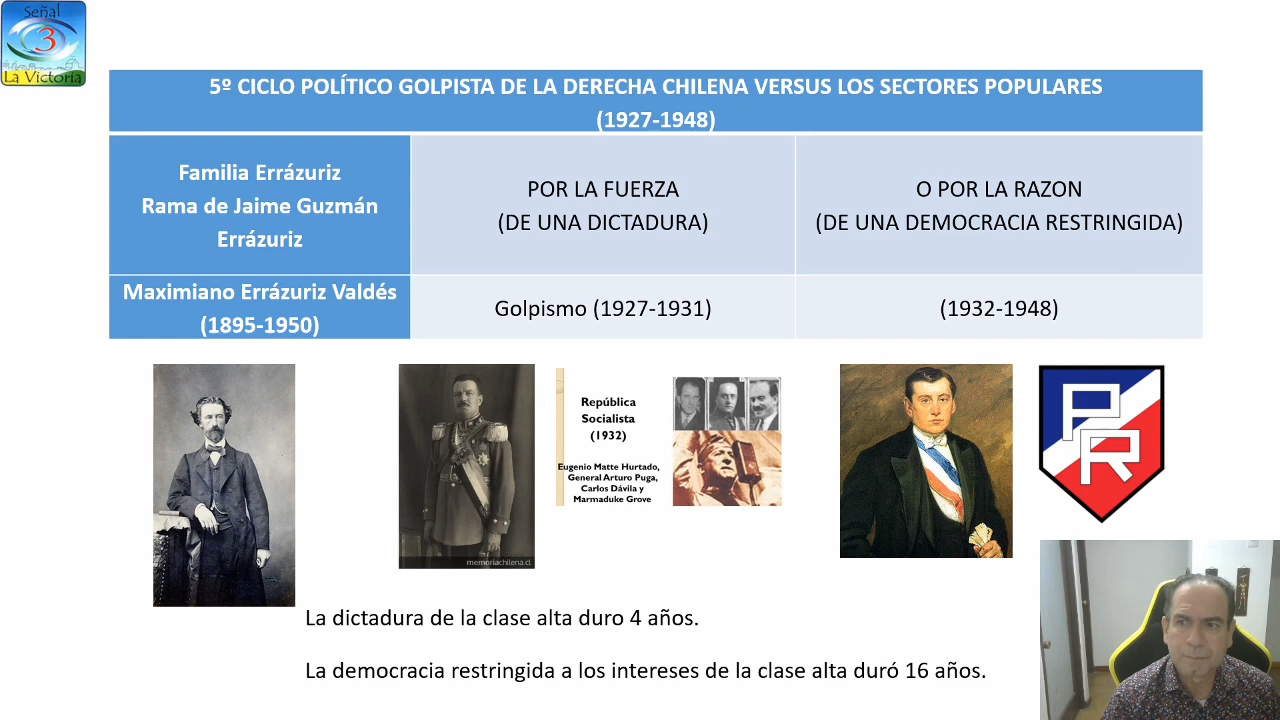 Señal
3
La Victoria
5º CICLO POLÍTICO GOLPISTA DE LA DERECHA CHILENA VERSUS LOS SECTORES POPULARES
(1927-1948)
Familia Errázuriz
Rama de Jaime Guzmán
Errázuriz
POR LA FUERZA
(DE UNA DICTADURA)
O POR LA RAZON
(DE UNA DEMOCRACIA RESTRINGIDA)
Maximiano Errázuriz Valdés
(1895-1950)
Golpismo (1927-1931)
(1932-1948)
República
Socialista
(1932)
Eugenio Matte Hurtado,
General Arturo Puga,
Carlos Dávila y
Marmaduke Grove
memoriachilena.cl
PR
La dictadura de la clase alta duro 4 años.
La democracia restringida a los intereses de la clase alta duró 16 años.